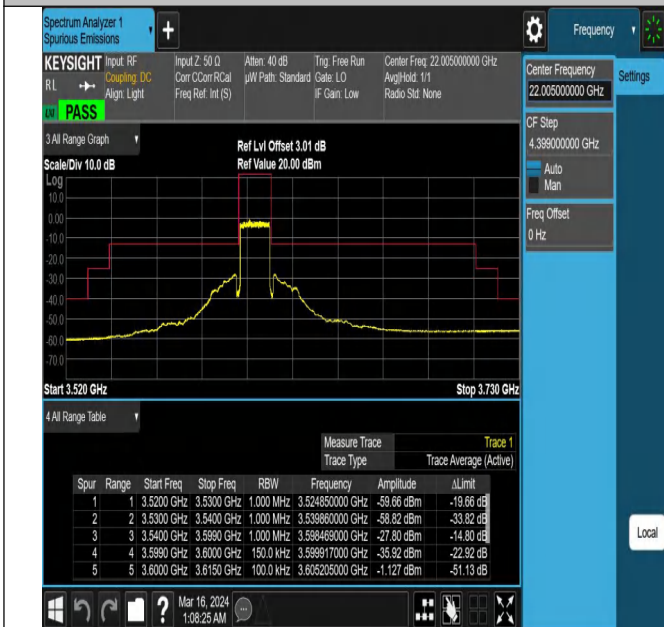 Spectrum Analyzer 1
Spurious Emissions
Frequency
KEYSIGHT
RL
PASS
Input: RF
Coupling: DC
Align: Light
Input Z: 50 Ω
Corr CCorr RCal
Freq Ref: Int (S)
Atten: 40 dB
µW Path: Standard
Trig: Free Run
Gate: LO
IF Gain: Low
Center Freq: 22.005000000 GHz
Avg|Hold: 1/1
Radio Std: None
Center Frequency
22.005000000 GHz
Settings
CF Step
4.399000000 GHz
Auto
Man
Freq Offset
0 Hz
3 All Range Graph
Scale/Div 10.0 dB
Ref Lvl Offset 3.01 dB
Ref Value 20.00 dBm
Log
10.0
0.00
-10.0
-20.0
-30.0
-40.0
-50.0
-60.0
-70.0
Start 3.520 GHz
Stop 3.730 GHz
4 All Range Table
Measure Trace Trace 1
Trace Type Trace Average (Active)
Spur Range Start Freq Stop Freq RBW Frequency Amplitude ΔLimit
1 1 3.5200 GHz 3.5300 GHz 1.000 MHz 3.524850000 GHz -59.66 dBm -19.66 dB
2 2 3.5300 GHz 3.5400 GHz 1.000 MHz 3.539860000 GHz -58.82 dBm -33.82 dB
3 3 3.5400 GHz 3.5990 GHz 1.000 MHz 3.598469000 GHz -27.80 dBm -14.80 dB
4 4 3.5990 GHz 3.6000 GHz 150.0 kHz 3.599917000 GHz -35.92 dBm -22.92 dB
5 5 3.6000 GHz 3.6150 GHz 100.0 kHz 3.605205000 GHz -1.127 dBm -51.13 dB
Local
Mar 16, 2024
1:08:25 AM